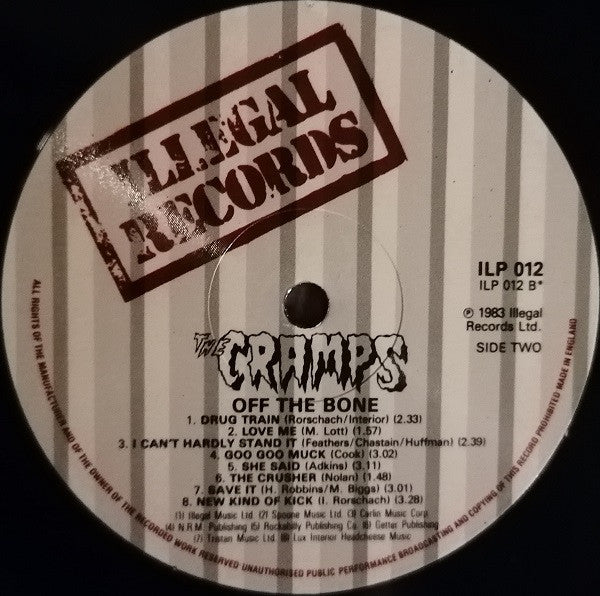 ILLEGAL
RECORDS
ILP 012
ILP 012 B*
℗ 1983 Illegal
Records Ltd.
SIDE TWO
THE CRAMPS
OFF THE BONE
1. DRUG TRAIN (Rorschach/Interior) (2.33)
2. LOVE ME (M. Lott) (1.57)
3. I CAN'T HARDLY STAND IT (Feathers/Chastain/Huffman) (2.39)
4. GOO GOO MUCK (Cook) (3.02)
5. SHE SAID (Adkins) (3.11)
6. THE CRUSHER (Nolan) (1.48)
7. SAVE IT (H. Robbins/M. Biggs) (3.01)
8. NEW KIND OF KICK (I. Rorschach) (3.28)
(1) Illegal Music Ltd. (2) Spoone Music Ltd. (3) Carlin Music Corp.
(4) N.R.M. Publishing (5) Rockabilly Publishing Co. (6) Getter Publishing
(7) Tristan Music Ltd. (8) Lux Interior Headcheese Music
ALL RIGHTS OF THE MANUFACTURER AND OF THE OWNER OF THE RECORDED WORK RESERVED UNAUTHORISED PUBLIC PERFORMANCE BROADCASTING AND COPYING OF THIS RECORD PROHIBITED MADE IN ENGLAND